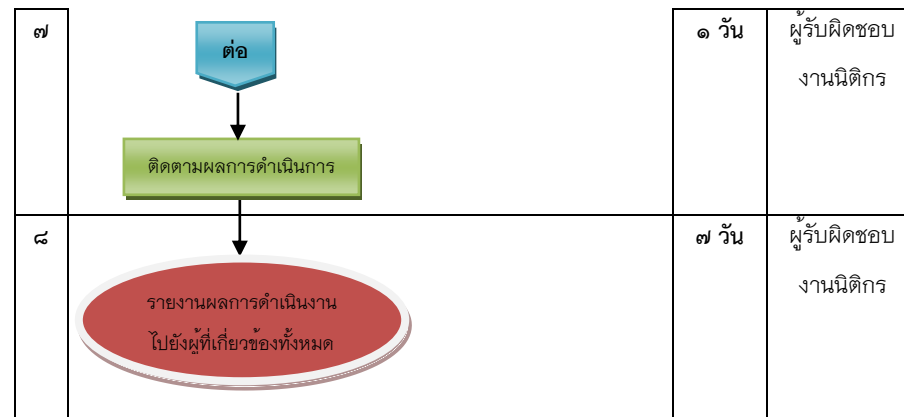 ๗
ต่อ
๑ วัน
ผู้รับผิดชอบ
งานนิติกร
ติดตามผลการดำเนินการ
๘
๗ วัน
ผู้รับผิดชอบ
งานนิติกร
รายงานผลการดำเนินงาน
ไปยังผู้ที่เกี่ยวข้องทั้งหมด